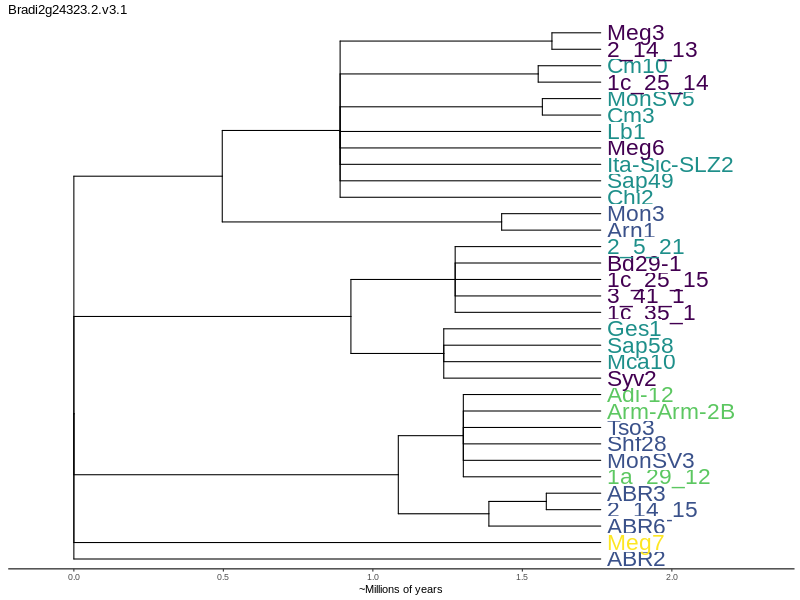 Bradi2g24323.2.v3.1
Meg3
2_14_13
Cm10
1c_25_14
MonSV5
Cm3
Lb1
Meg6
Ita-Sic-SLZ2
Sap49
Chl2
Mon3
Arn1
2_5_21
Bd29-1
1c_25_15
3_41_1
1c_35_1
Ges1
Sap58
Mca10
Syv2
Adi-12
Arm-Arm-2B
Tso3
Shf28
MonSV3
1a_29_12
ABR3
2_14_15
ABR6
Meg7
ABR2
0.0 0.5 1.0 1.5 2.0
~Millions of years